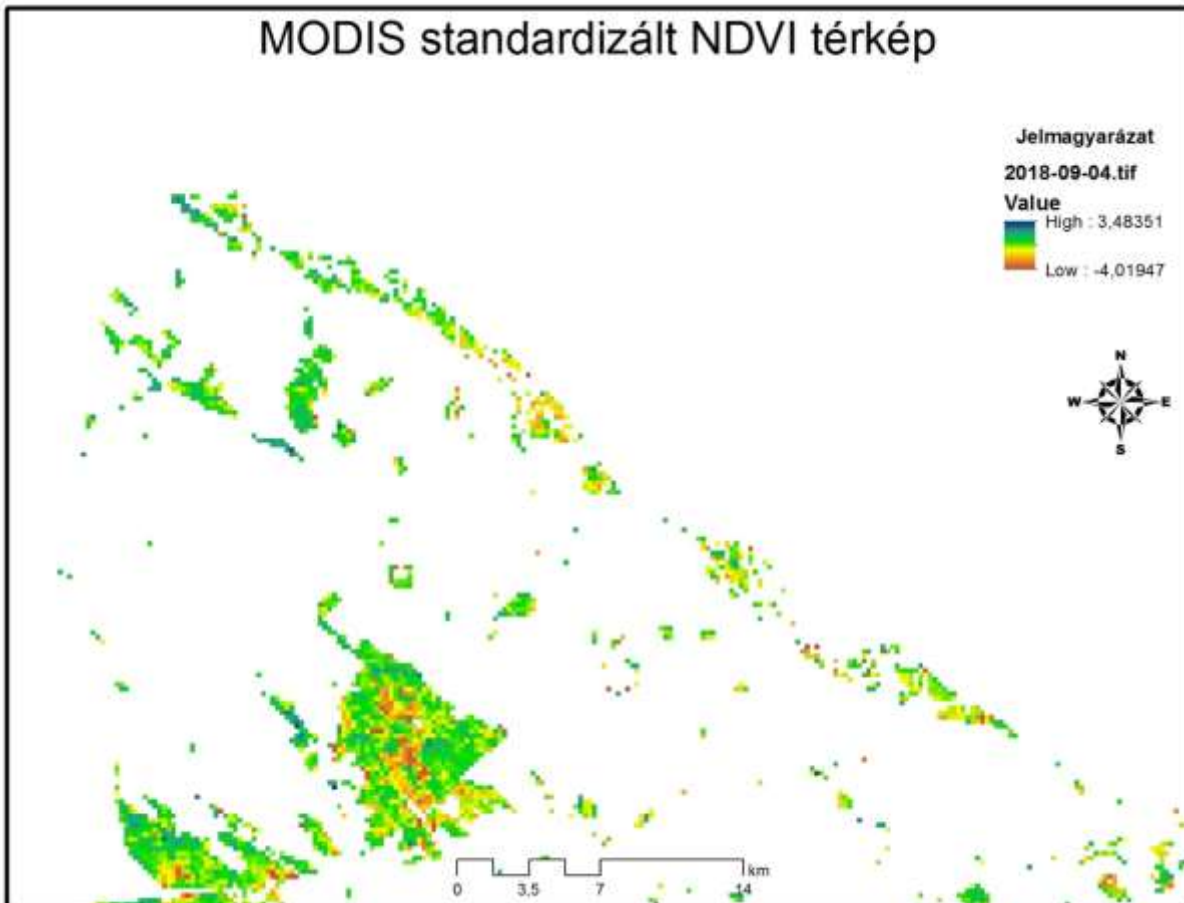 MODIS standardizált NDVI térkép
Jelmagyarázat
2018-09-04.tif
Value
High : 3,48351
Low : -4,01947
N
W E
S
km
0 3,5 7 14